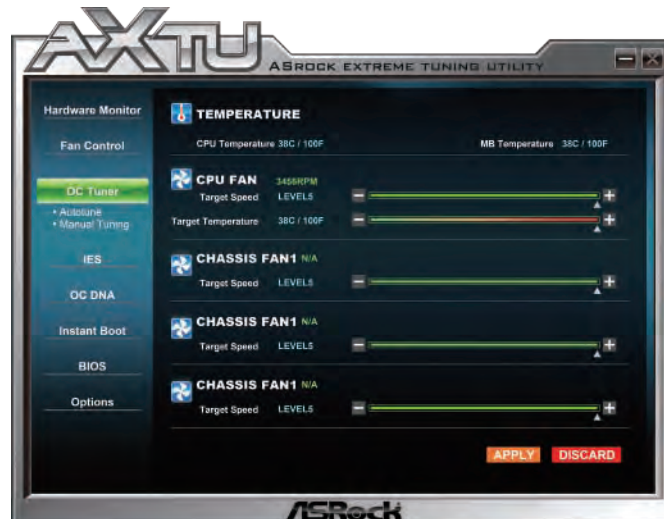 AXTU
ASROCK EXTREME TUNING UTILITY
Hardware Monitor
Fan Control
OC Tuner
• Autotune
• Manual Tuning
IES
OC DNA
Instant Boot
BIOS
Options
TEMPERATURE
CPU Temperature 38C / 100F MB Temperature 38C / 100F
CPU FAN 3456RPM
Target Speed LEVEL5
Target Temperature 38C / 100F
CHASSIS FAN1 N/A
Target Speed LEVEL5
CHASSIS FAN1 N/A
Target Speed LEVEL5
CHASSIS FAN1 N/A
Target Speed LEVEL5
APPLY DISCARD
ASRock